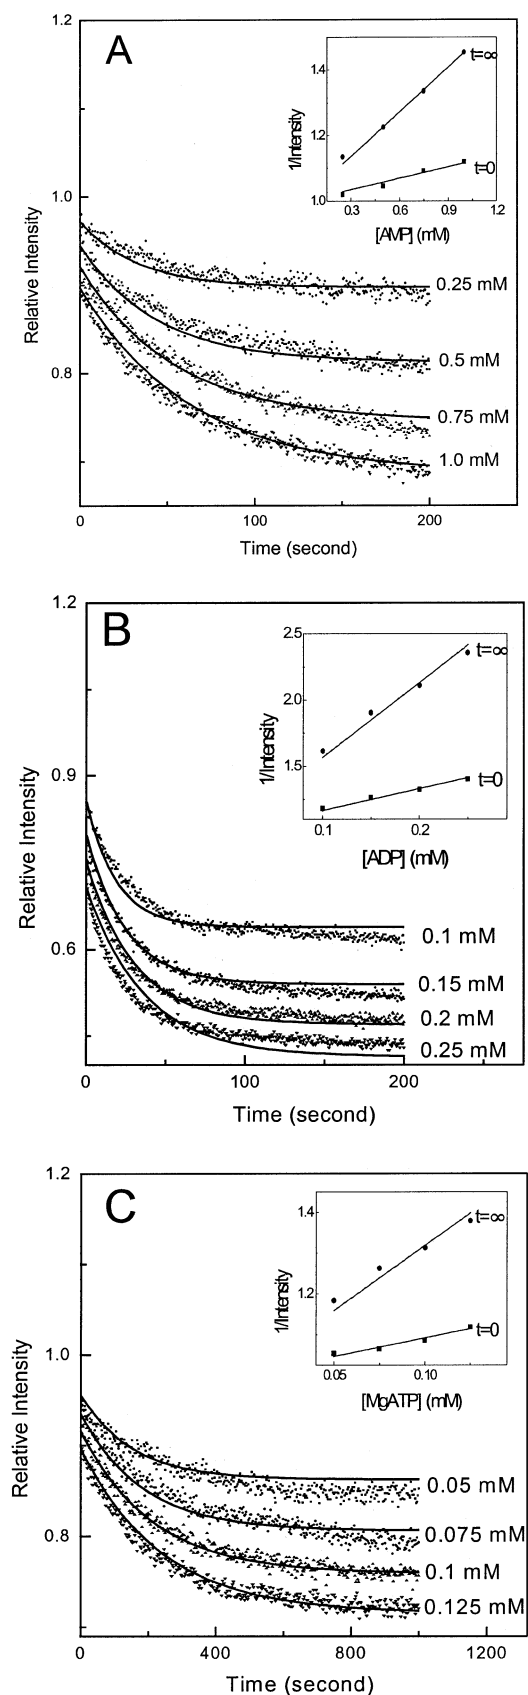 A
1.2
1.0
0.8
Relative Intensity
0
100
200
Time (second)
0.25 mM
0.5 mM
0.75 mM
1.0 mM
1.4
1.2
1.0
1/Intensity
0.3
0.6
0.9
1.2
[AMP] (mM)
t=∞
t=0
B
1.2
0.9
0.6
Relative Intensity
0
100
200
Time (second)
0.1 mM
0.15 mM
0.2 mM
0.25 mM
2.5
2.0
1.5
1/Intensity
0.1
0.2
[ADP] (mM)
t=∞
t=0
C
1.2
1.0
0.8
Relative Intensity
0
400
800
1200
Time (second)
0.05 mM
0.075 mM
0.1 mM
0.125 mM
1.4
1.2
1/Intensity
0.05
0.10
[MgATP] (mM)
t=∞
t=0